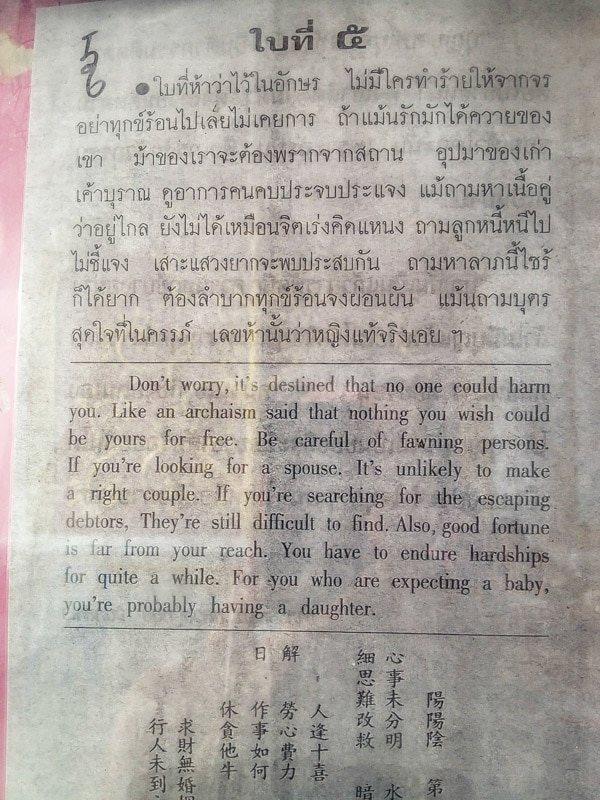 ใบที่ ๕
ใบที่ห้าว่าไว้ในอักษร ไม่มีใครทำร้ายให้จากจร
อย่าทุกข์ร้อนไปเลยไม่เคยการ ถ้าแม้นรักมักได้ควายของ
เขา ม้าของเราจะต้องพรากจากสถาน อุปมาของเก่า
เค้าบุราณ ดูอาการคนคบประจบประแจง แม้ถามหาเนื้อคู่
ว่าอยู่ไกล ยังไม่ได้เหมือนจิตเร่งคิดแหนง ถามลูกหนี้หนีไป
ไม่ชี้แจง เสาะแสวงยากจะพบประสบกัน ถามหาลาภนี้ไซร้
ก็ได้ยาก ต้องลำบากทุกข์ร้อนจงผ่อนผัน แม้นถามบุตร
สุดใจที่ในครรภ์ เลขห้านั้นว่าหญิงแท้จริงเอย ฯ
Don't worry, it's destined that no one could harm
you. Like an archaism said that nothing you wish could
be yours for free. Be careful of fawning persons.
If you're looking for a spouse. It's unlikely to make
a right couple. If you're searching for the escaping
debtors, They're still difficult to find. Also, good fortune
is far from your reach. You have to endure hardships
for quite a while. For you who are expecting a baby,
you're probably having a daughter.
陽陽陰 第
心事未分明 水
細思難改救 暗
人逢十喜
解 勞心費力
日 作事如何
休貪他牛
求財無婚姻
行人未到